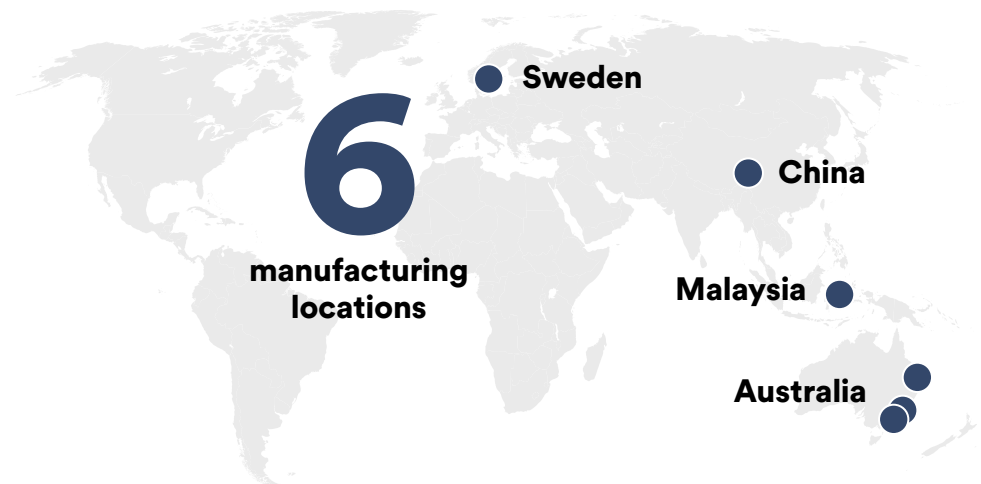 6
manufacturing
locations
Sweden
China
Malaysia
Australia